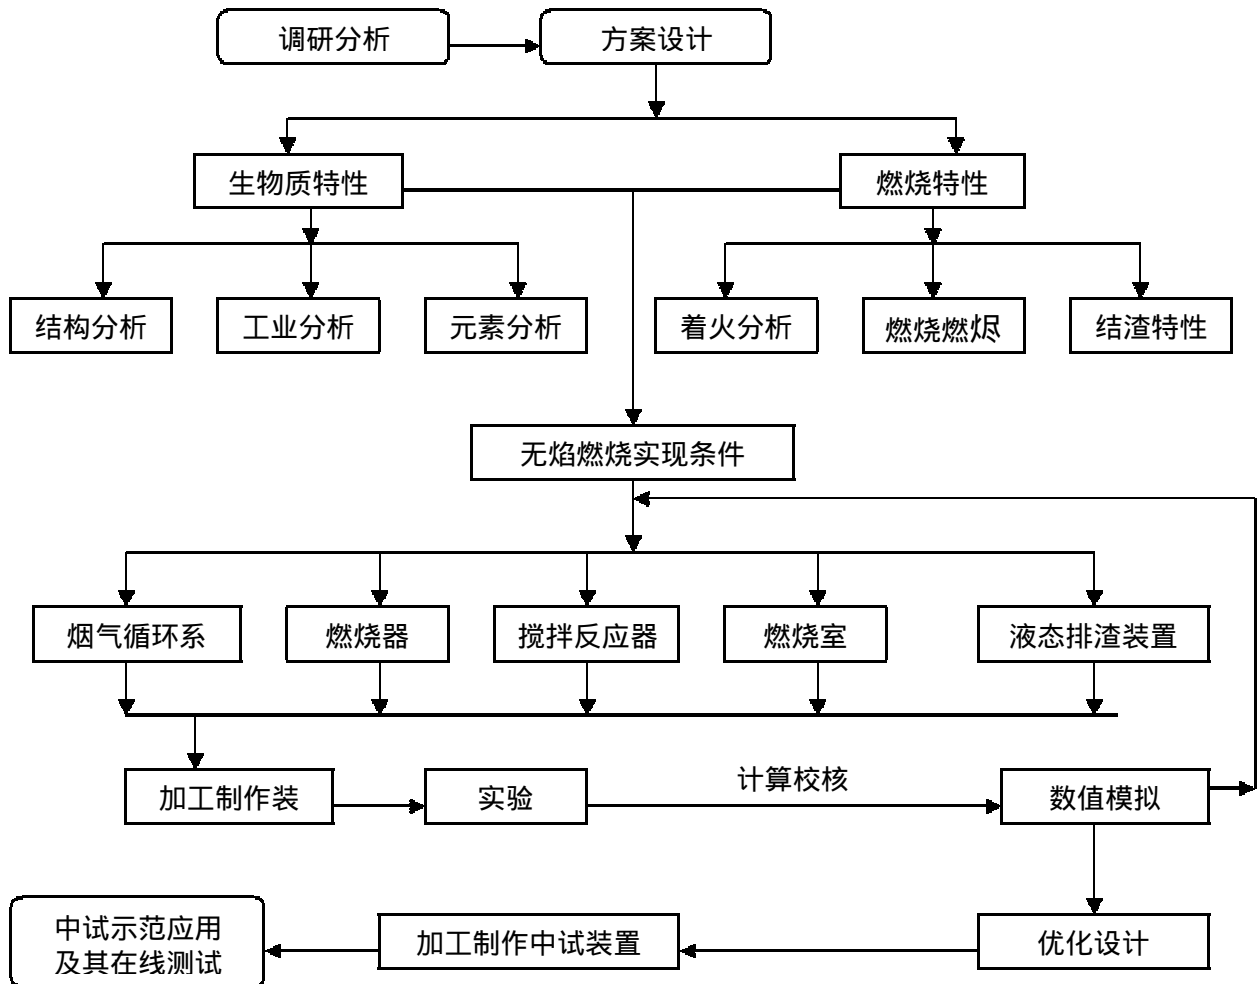 调研分析
方案设计
生物质特性
燃烧特性
结构分析
工业分析
元素分析
着火分析
燃烧燃烬
结渣特性
无焰燃烧实现条件
烟气循环系
燃烧器
搅拌反应器
燃烧室
液态排渣装置
加工制作装
实验
计算校核
数值模拟
中试示范应用
及其在线测试
加工制作中试装置
优化设计